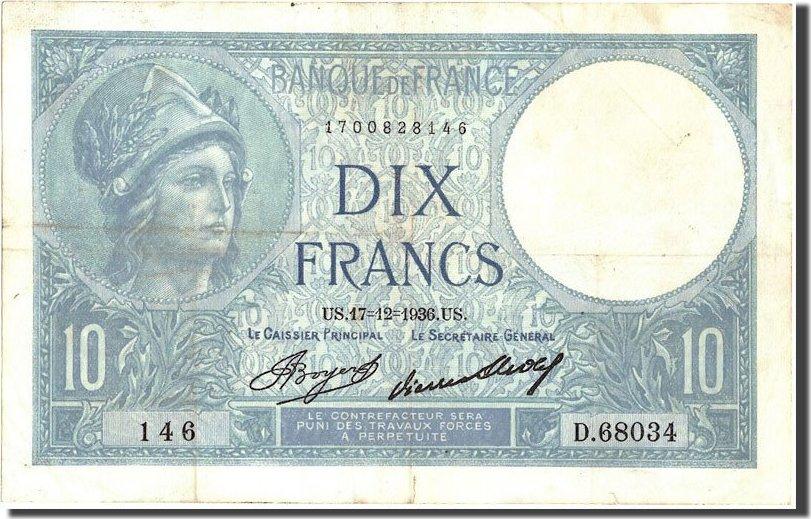 BANQUE DE FRANCE
1700828146
DIX
FRANCS
US.17=12=1936.US.
LE CAISSIER PRINCIPAL LE SECRÉTAIRE GÉNÉRAL
10 10
LE CONTREFACTEUR SERA
PUNI DES TRAVAUX FORCÉS
A PERPÉTUITÉ
146 D.68034